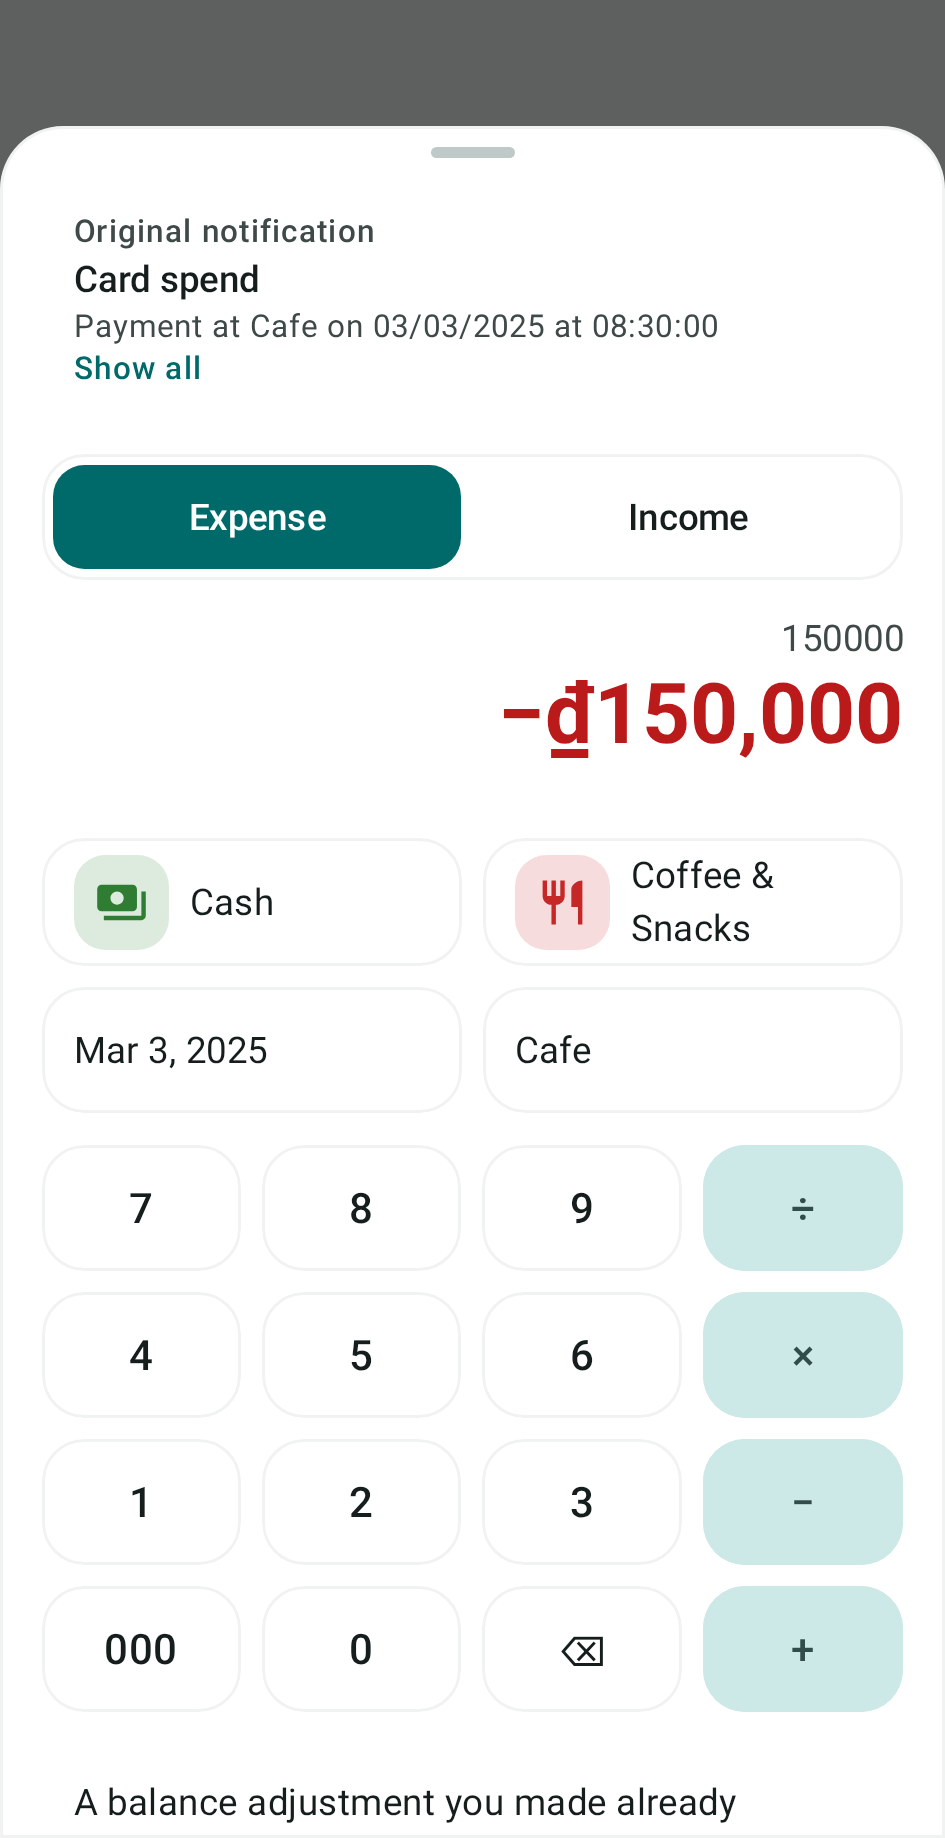 Original notification
Card spend
Payment at Cafe on 03/03/2025 at 08:30:00
Show all
Expense
Income
150000
−₫150,000
Cash
Coffee &
Snacks
Mar 3, 2025
Cafe
7
8
9
÷
4
5
6
×
1
2
3
−
000
0
+
A balance adjustment you made already